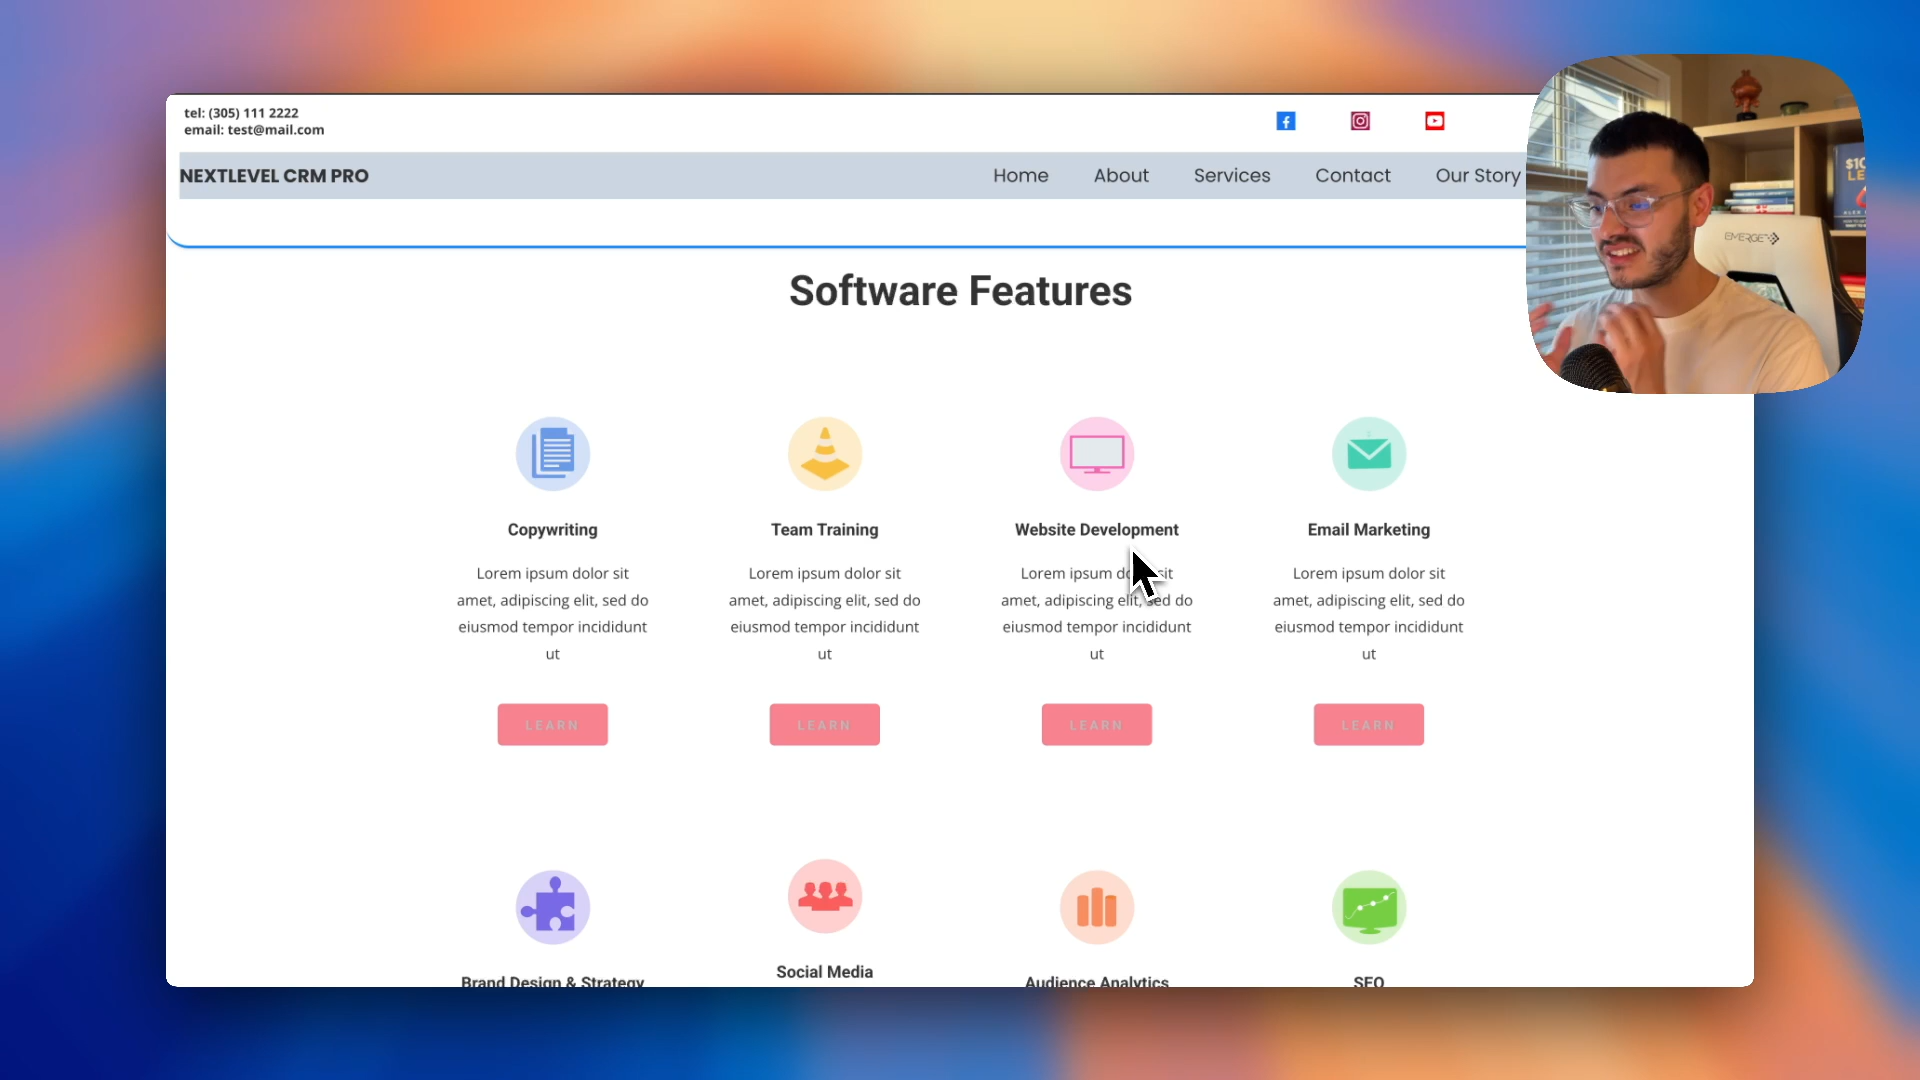 tel: (305) 111 2222
email: test@mail.com
NEXTLEVEL CRM PRO
Home
About
Services
Contact
Our Story
EMERGE
Software Features
Copywriting
Team Training
Website Development
Email Marketing
Lorem ipsum dolor sit
amet, adipiscing elit, sed do
eiusmod tempor incididunt
ut
Lorem ipsum dolor sit
amet, adipiscing elit, sed do
eiusmod tempor incididunt
ut
Lorem ipsum dolor sit
amet, adipiscing elit, sed do
eiusmod tempor incididunt
ut
Lorem ipsum dolor sit
amet, adipiscing elit, sed do
eiusmod tempor incididunt
ut
LEARN
LEARN
LEARN
LEARN
Brand Design & Strategy
Social Media
Audience Analytics
SEO